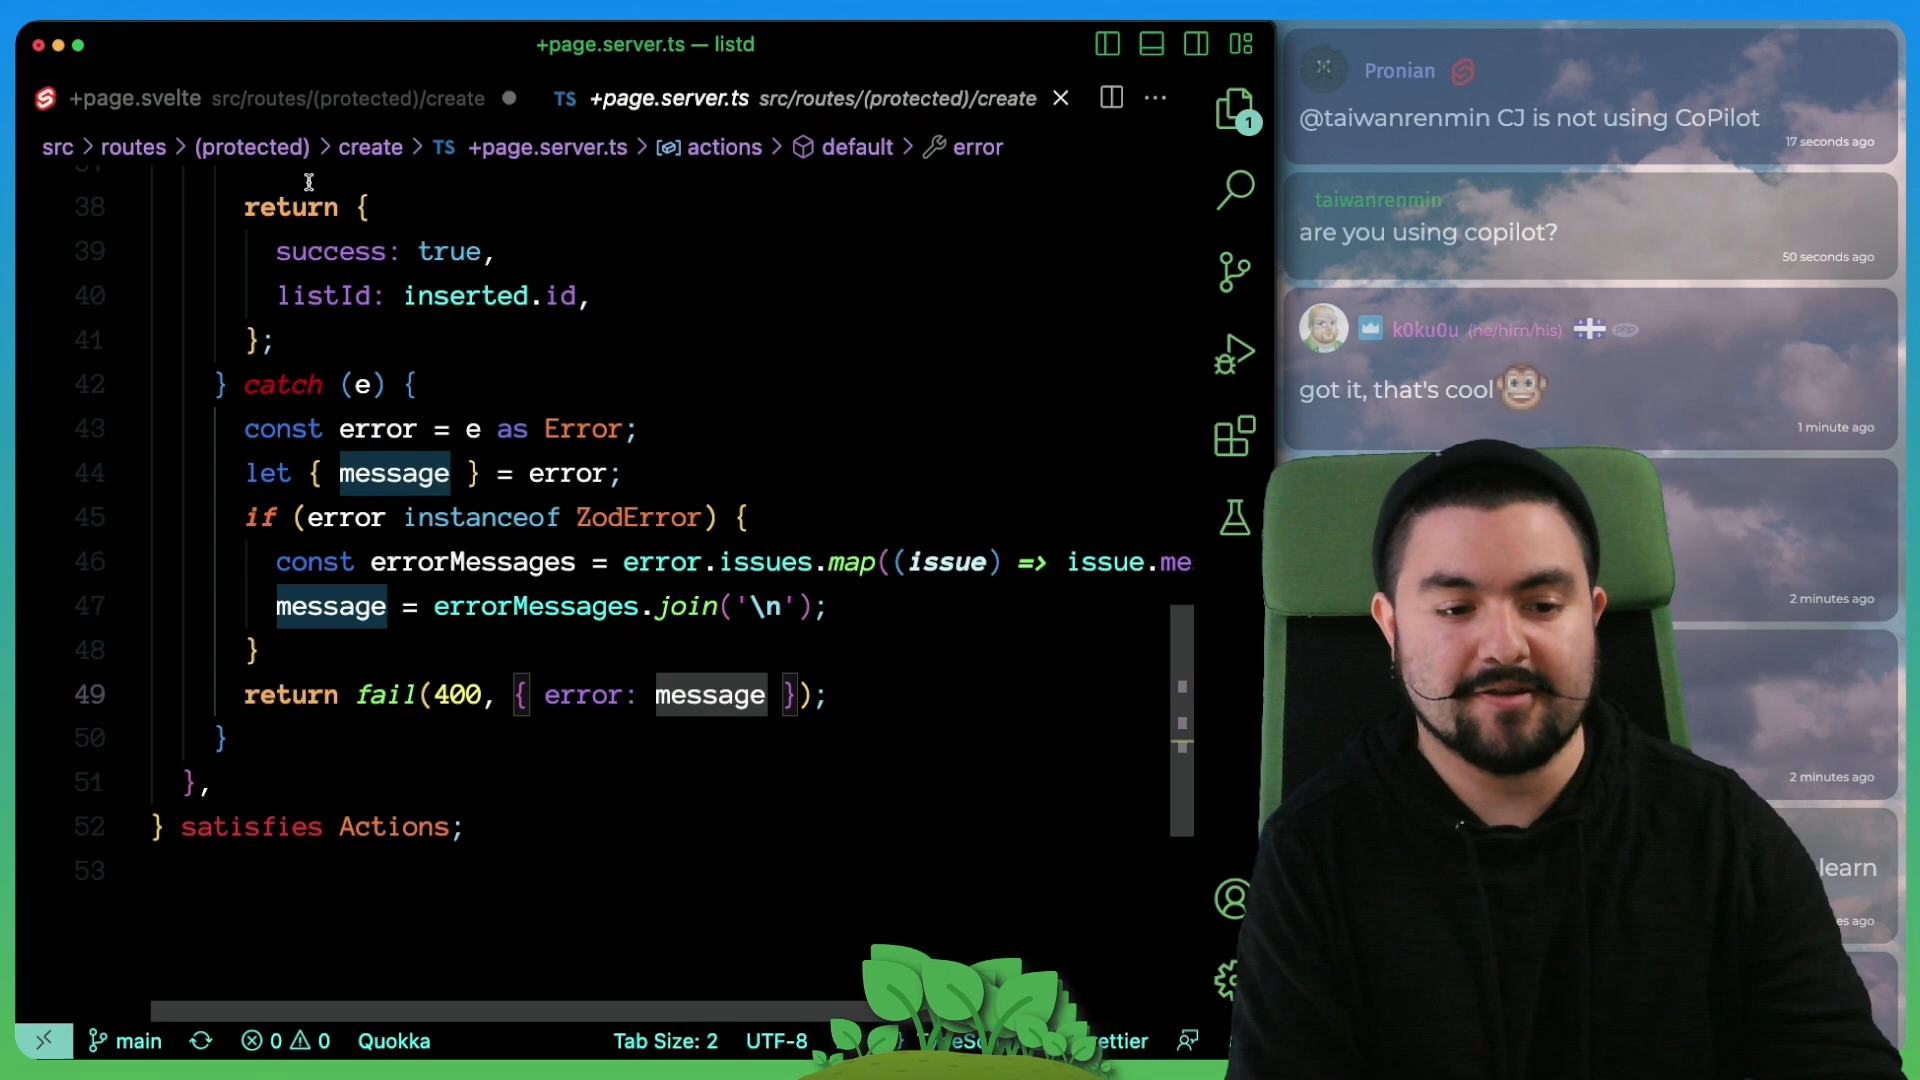 +page.server.ts — listd
+page.svelte src/routes/(protected)/create
TS +page.server.ts src/routes/(protected)/create
src > routes > (protected) > create > TS +page.server.ts > actions > default > error
38 return {
39 success: true,
40 listId: inserted.id,
41 };
42 } catch (e) {
43 const error = e as Error;
44 let { message } = error;
45 if (error instanceof ZodError) {
46 const errorMessages = error.issues.map((issue) => issue.me
47 message = errorMessages.join('\n');
48 }
49 return fail(400, { error: message });
50 }
51 },
52 } satisfies Actions;
53
1
main 0 0 Quokka Tab Size: 2 UTF-8
Pronian
@taiwanrenmin CJ is not using CoPilot
17 seconds ago
taiwanrenmin
are you using copilot?
50 seconds ago
k0ku0u (he/him/his) php
got it, that's cool
1 minute ago
2 minutes ago
2 minutes ago
learn
ago